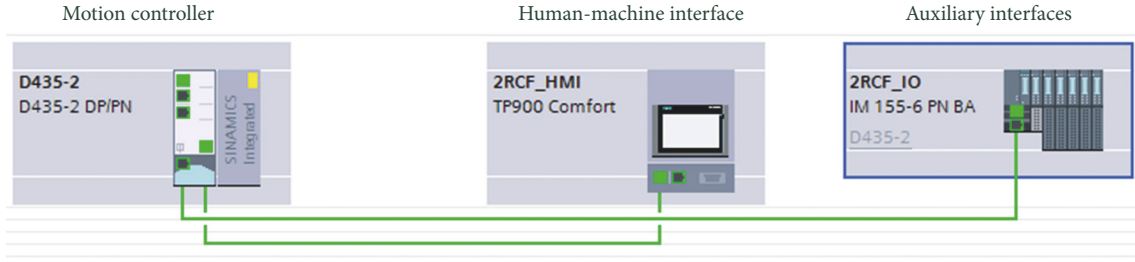 Motion controller
Human-machine interface
Auxiliary interfaces
D435-2
D435-2 DP/PN
SINAMICS
Integrated
2RCF_HMI
TP900 Comfort
2RCF_IO
IM 155-6 PN BA
D435-2